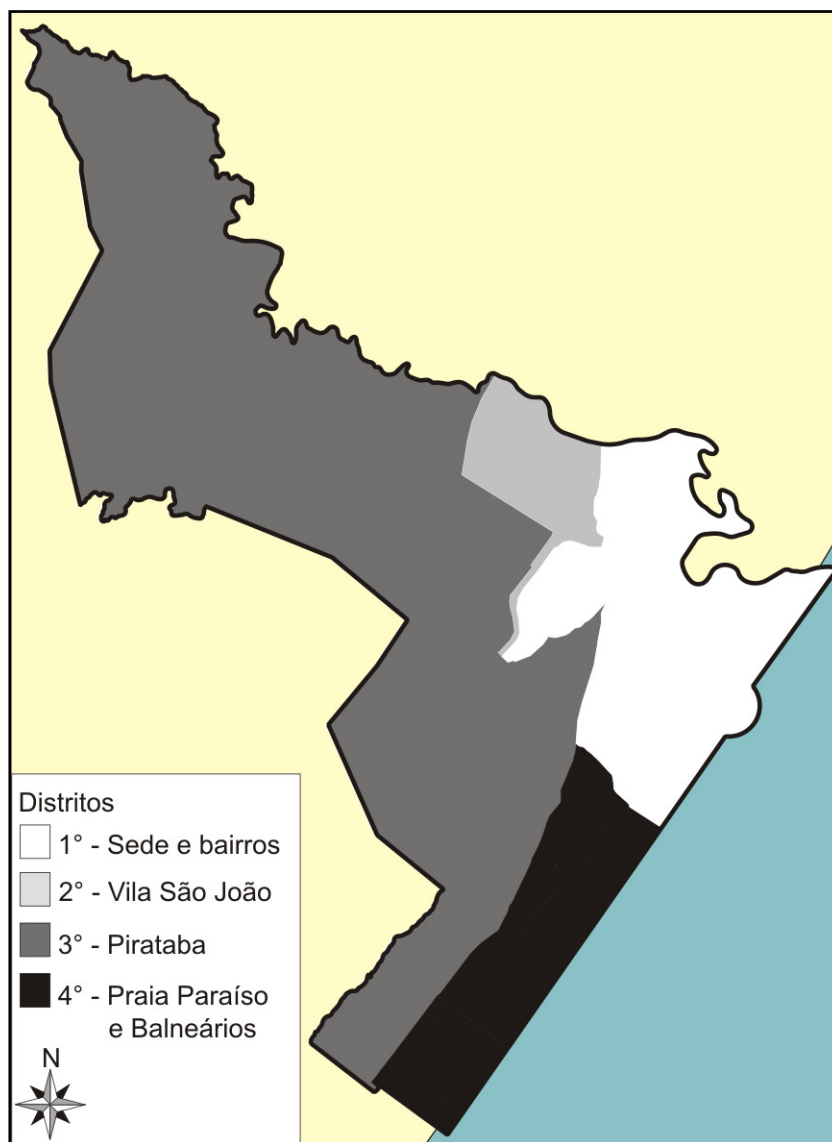 Distritos
1° - Sede e bairros
2° - Vila São João
3° - Pirataba
4° - Praia Paraíso
e Balneários
N